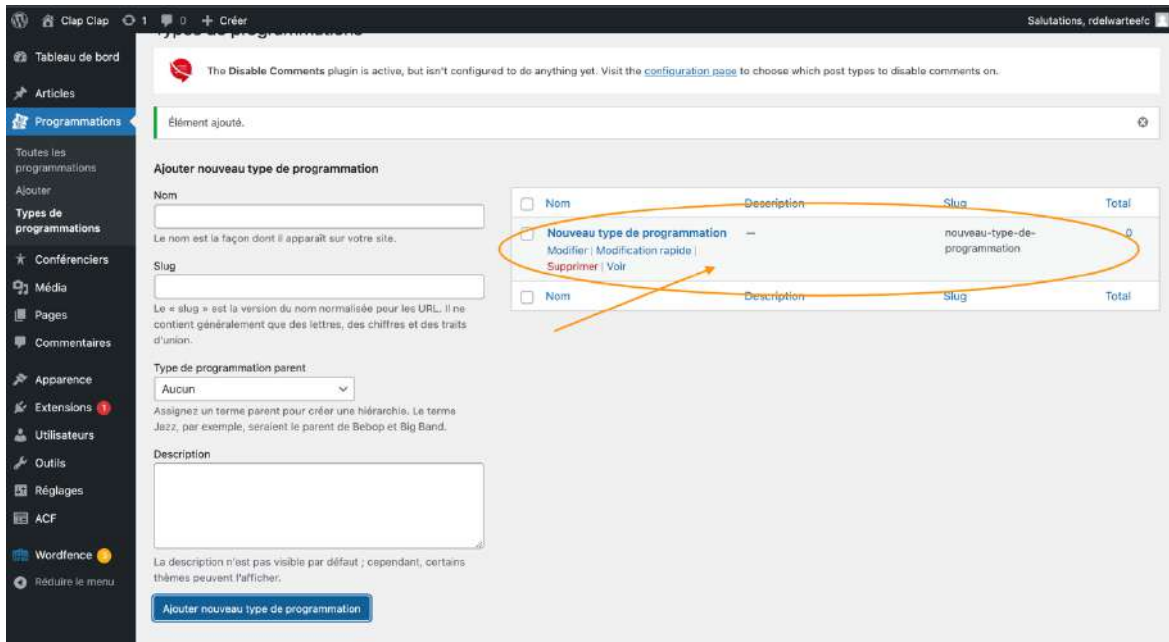 Clap Clap 1 0 + Créer
Salutations, rdelwarteefc
Types de programmations
Tableau de bord
Articles
Programmations
Toutes les
programmations
Ajouter
Types de
programmations
Conférenciers
Média
Pages
Commentaires
Apparence
Extensions 1
Utilisateurs
Outils
Réglages
ACF
Wordfence
Réduire le menu
The Disable Comments plugin is active, but isn't configured to do anything yet. Visit the configuration page to choose which post types to disable comments on.
Élément ajouté.
Ajouter nouveau type de programmation
Nom
Le nom est la façon dont il apparaît sur votre site.
Slug
Le « slug » est la version du nom normalisée pour les URL. Il ne
contient généralement que des lettres, des chiffres et des traits
d'union.
Type de programmation parent
Aucun
Assignez un terme parent pour créer une hiérarchie. Le terme
Jazz, par exemple, seraient le parent de Bebop et Big Band.
Description
La description n'est pas visible par défaut ; cependant, certains
thèmes peuvent l'afficher.
Ajouter nouveau type de programmation
Nom Description Slug Total
Nouveau type de programmation — nouveau-type-de-
programmation 0
Modifier | Modification rapide |
Supprimer | Voir
Nom Description Slug Total